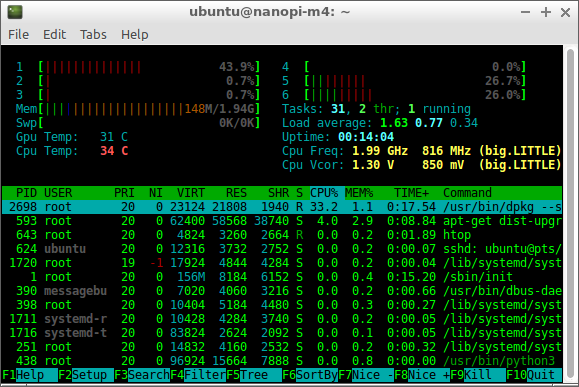 ubuntu@nanopi-m4: ~
File Edit Tabs Help
1 [|||||||||||||| 43.9%] 4 [ 0.0%]
2 [| 0.7%] 5 [|||||||| 26.7%]
3 [| 0.7%] 6 [||||||||| 26.0%]
Mem[||||||||||||||||||||148M/1.94G] Tasks: 31, 2 thr; 1 running
Swp[ 0K/0K] Load average: 1.63 0.77 0.34
Gpu Temp: 31 C Uptime: 00:14:04
Cpu Temp: 34 C Cpu Freq: 1.99 GHz 816 MHz (big.LITTLE)
Cpu Vcor: 1.30 V 850 mV (big.LITTLE)
PID USER PRI NI VIRT RES SHR S CPU% MEM% TIME+ Command
2698 root 20 0 23124 21808 1940 R 33.2 1.1 0:17.54 /usr/bin/dpkg --s
593 root 20 0 62400 58568 38740 S 4.0 2.9 0:08.84 apt-get dist-upgr
643 root 20 0 4824 3260 2664 R 0.2 0.2 0:01.89 htop
624 ubuntu 20 0 12316 3732 2752 S 0.2 0.2 0:00.07 sshd: ubuntu@pts/
1720 root 19 -1 17924 4844 4284 S 0.2 0.2 0:00.04 /lib/systemd/syst
1 root 20 0 156M 8184 6152 S 0.0 0.4 0:15.20 /sbin/init
390 messagebu 20 0 7020 4060 3216 S 0.0 0.2 0:00.66 /usr/bin/dbus-dae
398 root 20 0 10404 5184 4480 S 0.0 0.3 0:00.27 /lib/systemd/syst
1711 systemd-r 20 0 10428 4284 3740 S 0.0 0.2 0:00.05 /lib/systemd/syst
1716 systemd-t 20 0 83824 2624 2092 S 0.0 0.1 0:00.05 /lib/systemd/syst
251 root 20 0 14832 4160 2532 S 0.0 0.2 0:00.32 /lib/systemd/syst
438 root 20 0 96924 15664 7888 S 0.0 0.8 0:00.00 /usr/bin/python3
F1Help F2Setup F3SearchF4FilterF5Tree F6SortByF7Nice -F8Nice +F9Kill F10Quit